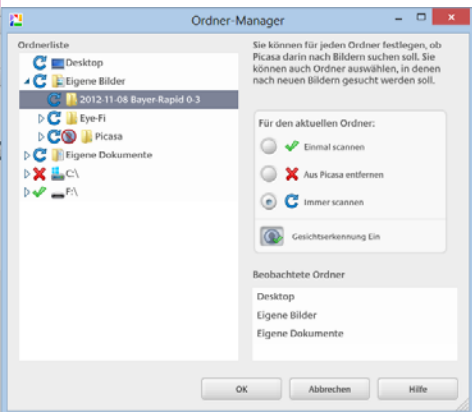 Ordner-Manager
Ordnerliste
Desktop
Eigene Bilder
2012-11-08 Bayer-Rapid 0-3
Eye-Fi
Picasa
Eigene Dokumente
C:\
F:\
Sie können für jeden Ordner festlegen, ob
Picasa darin nach Bildern suchen soll. Sie
können auch Ordner auswählen, in denen
nach neuen Bildern gesucht werden soll.
Für den aktuellen Ordner:
Einmal scannen
Aus Picasa entfernen
Immer scannen
Gesichtserkennung Ein
Beobachtete Ordner
Desktop
Eigene Bilder
Eigene Dokumente
OK
Abbrechen
Hilfe